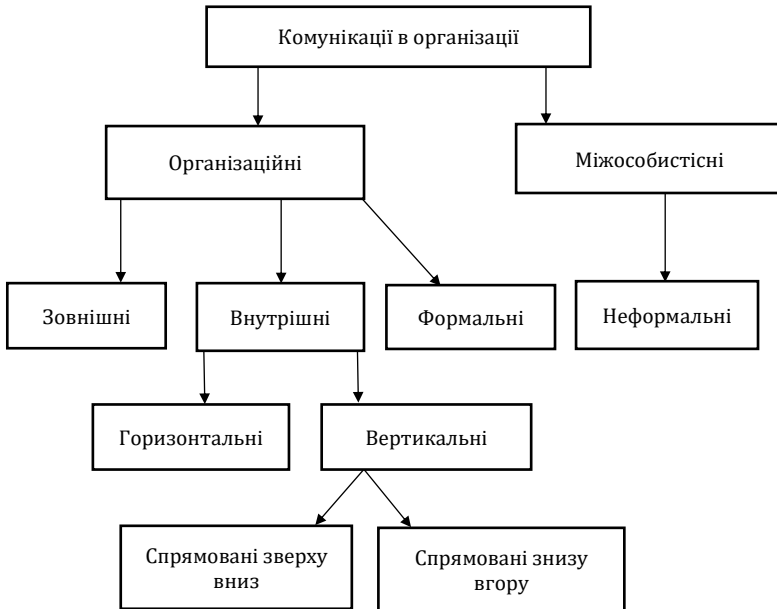 Комунікації в організації
Організаційні
Міжособистісні
Зовнішні
Внутрішні
Формальні
Неформальні
Горизонтальні
Вертикальні
Спрямовані зверху
вниз
Спрямовані знизу
вгору